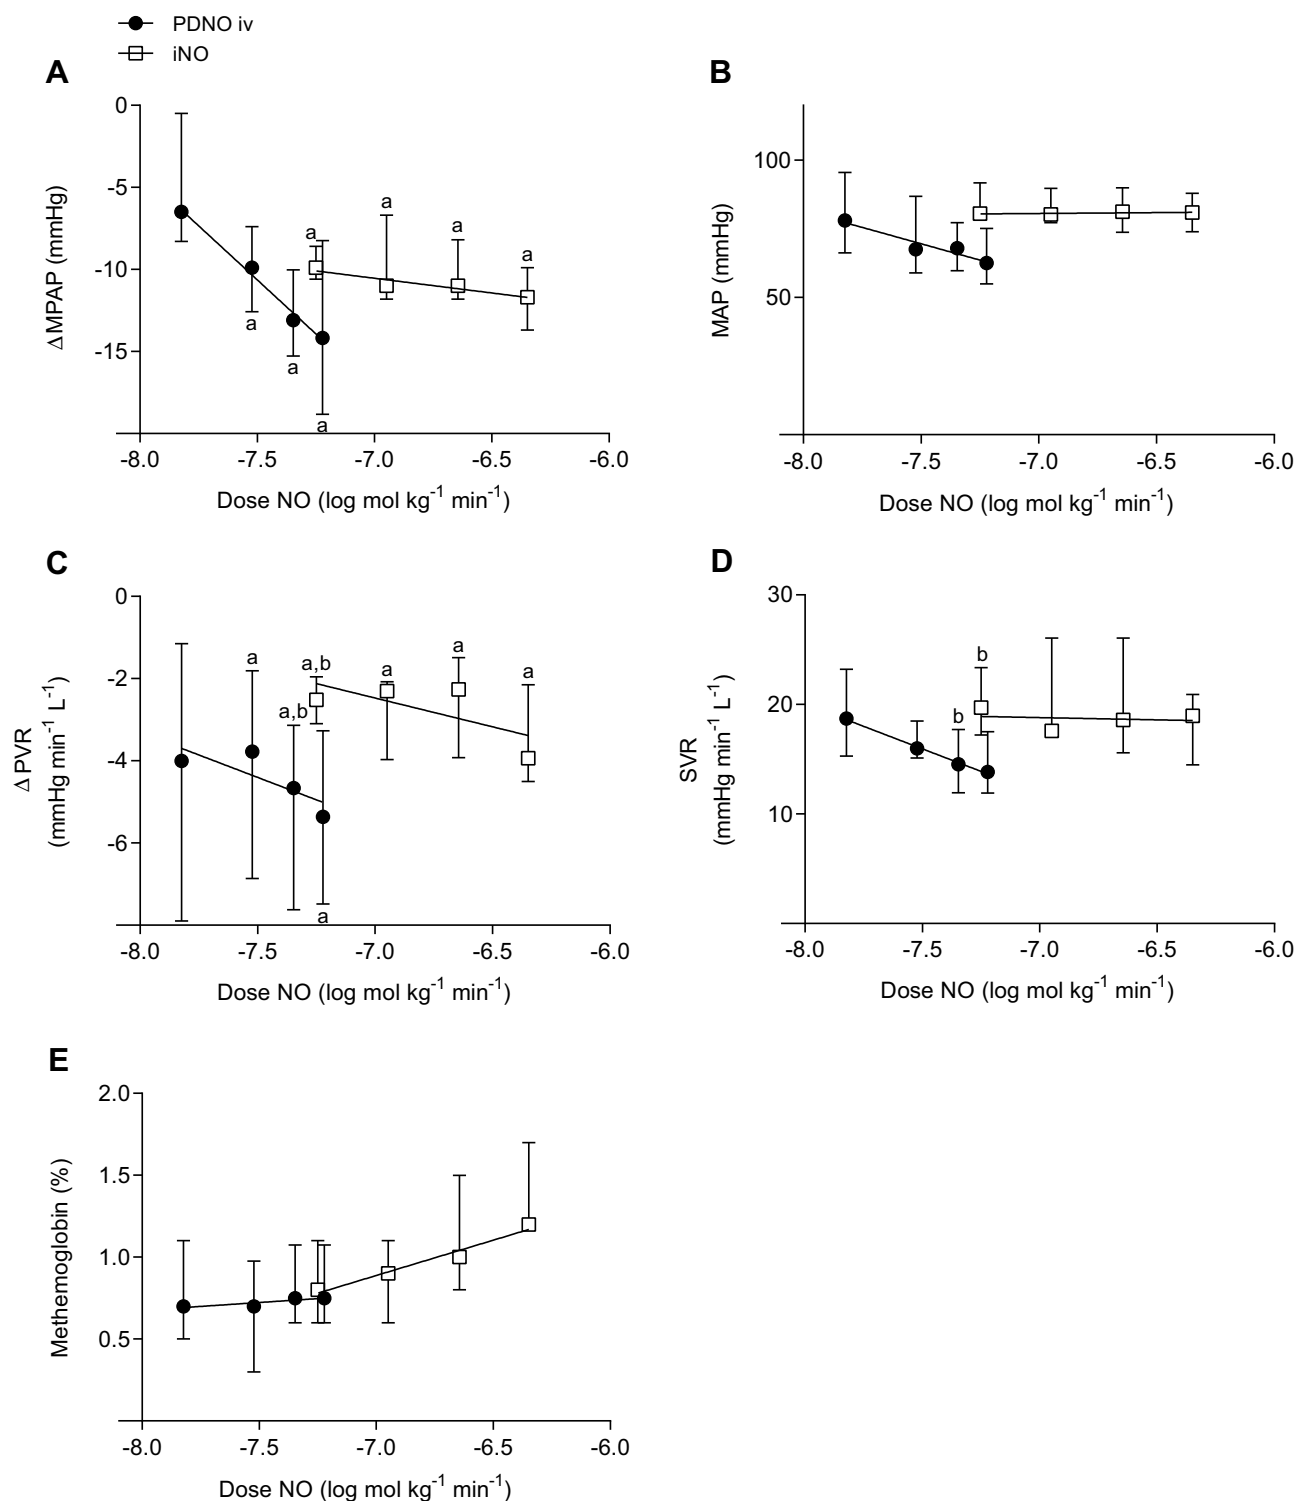 PDNO iv
iNO
A
0
-5
-10
-15
ΔMPAP (mmHg)
a
a
a
a
a
a
a
-8.0 -7.5 -7.0 -6.5 -6.0
Dose NO (log mol kg⁻¹ min⁻¹)
B
100
50
MAP (mmHg)
-8.0 -7.5 -7.0 -6.5 -6.0
Dose NO (log mol kg⁻¹ min⁻¹)
C
0
-2
-4
-6
Δ PVR
(mmHg min⁻¹ L⁻¹)
a
a,b
a,b
a
a
a
a
-8.0 -7.5 -7.0 -6.5 -6.0
Dose NO (log mol kg⁻¹ min⁻¹)
D
30
20
10
SVR
(mmHg min⁻¹ L⁻¹)
b
b
-8.0 -7.5 -7.0 -6.5 -6.0
Dose NO (log mol kg⁻¹ min⁻¹)
E
2.0
1.5
1.0
0.5
Methemoglobin (%)
-8.0 -7.5 -7.0 -6.5 -6.0
Dose NO (log mol kg⁻¹ min⁻¹)